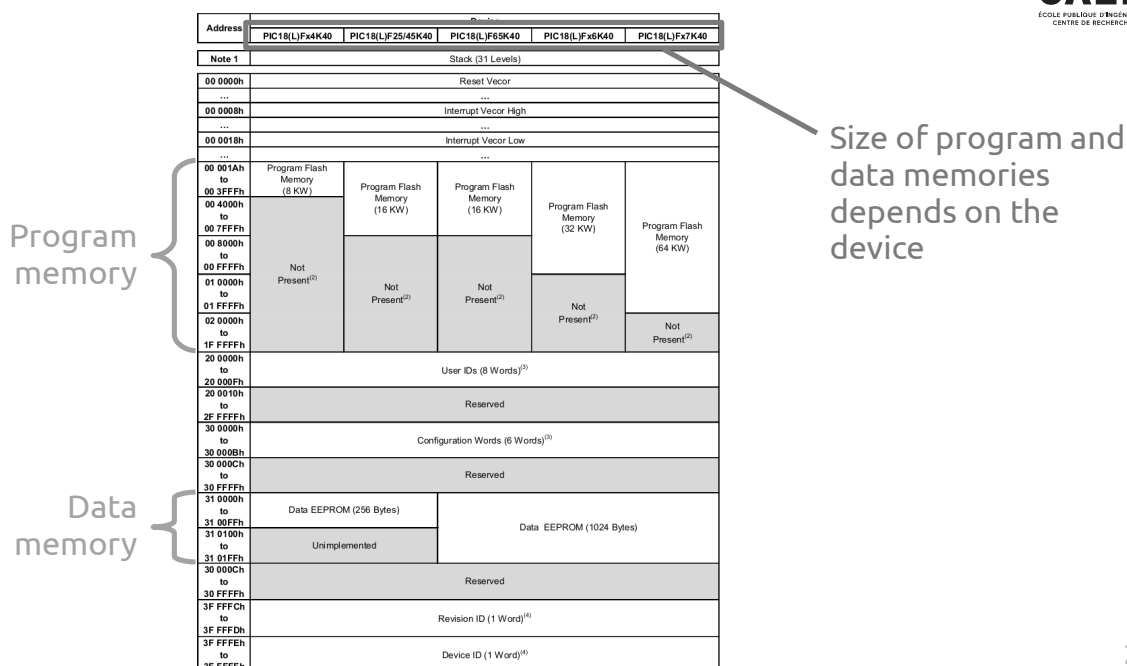 ÉCOLE PUBLIQUE D'INGÉN
CENTRE DE RECHERCH
Address
Device
PIC18(L)Fx4K40 PIC18(L)F25/45K40 PIC18(L)F65K40 PIC18(L)Fx6K40 PIC18(L)Fx7K40
Note 1 Stack (31 Levels)
00 0000h Reset Vecor
... ...
00 0008h Interrupt Vecor High
... ...
00 0018h Interrupt Vecor Low
... ...
00 001Ah
to
00 3FFFh
Program Flash
Memory
(8 KW)
00 4000h
to
00 7FFFh
Program Flash
Memory
(16 KW)
Program Flash
Memory
(16 KW)
Program Flash
Memory
(32 KW)
Program Flash
Memory
(64 KW)
00 8000h
to
00 FFFFh
01 0000h
to
01 FFFFh
02 0000h
to
1F FFFFh
Not
Present(2)
Not
Present(2)
Not
Present(2)
Not
Present(2)
Not
Present(2)
20 0000h
to
20 000Fh
User IDs (8 Words)(3)
20 0010h
to
2F FFFFh
Reserved
30 0000h
to
30 000Bh
Configuration Words (6 Words)(3)
30 000Ch
to
30 FFFFh
Reserved
31 0000h
to
31 00FFh
Data EEPROM (256 Bytes)
Data EEPROM (1024 Bytes)
31 0100h
to
31 01FFh
Unimplemented
30 000Ch
to
30 FFFFh
Reserved
3F FFFCh
to
3F FFFDh
Revision ID (1 Word)(4)
3F FFFEh
to
3F FFFFh
Device ID (1 Word)(4)
Program
memory
Data
memory
Size of program and
data memories
depends on the
device